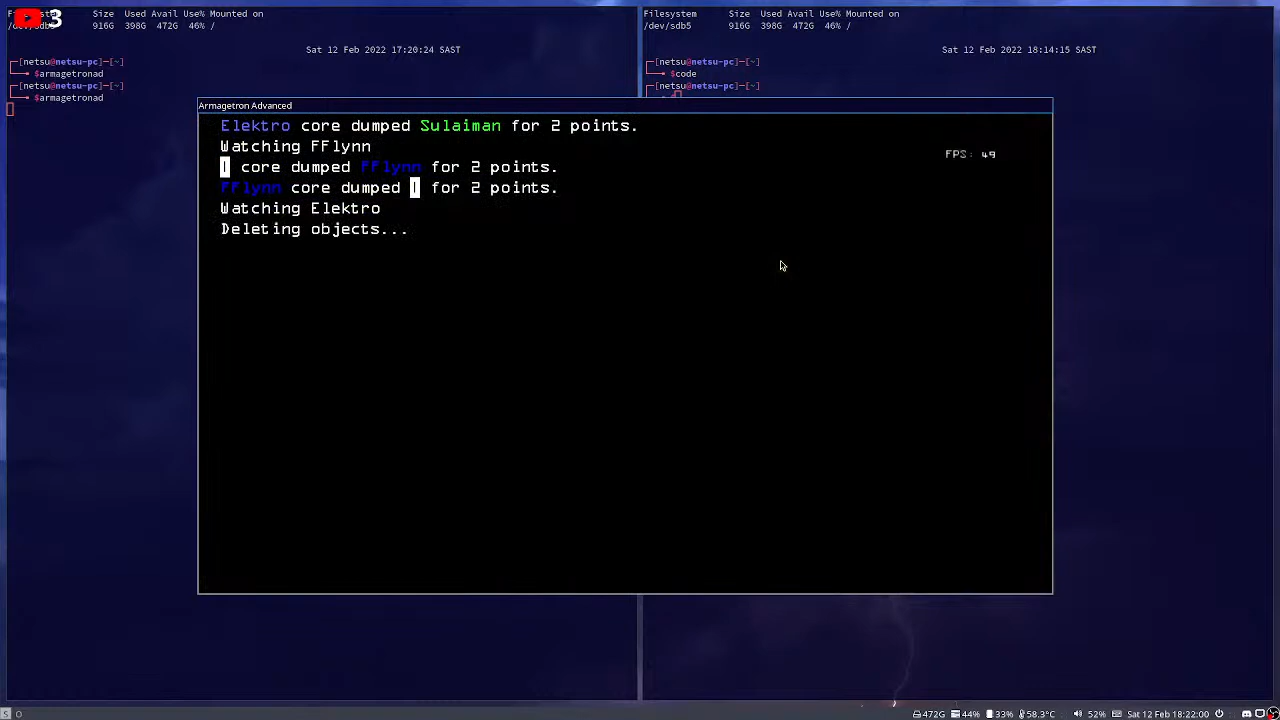 3
Filesystem Size Used Avail Use% Mounted on
/dev/sdb5 916G 398G 472G 46% /
Sat 12 Feb 2022 17:20:24 SAST
[netsu@netsu-pc]—[~]
$armagetronad
[netsu@netsu-pc]—[~]
$armagetronad
Filesystem Size Used Avail Use% Mounted on
/dev/sdb5 916G 398G 472G 46% /
Sat 12 Feb 2022 18:14:15 SAST
[netsu@netsu-pc]—[~]
$code
[netsu@netsu-pc]—[~]
Armagetron Advanced
Elektro core dumped Sulaiman for 2 points.
Watching FFlynn
FPS: 49
core dumped FFlynn for 2 points.
FFlynn core dumped for 2 points.
Watching Elektro
Deleting objects...
S 472G 44% 33% 58.3°C 52% Sat 12 Feb 18:22:00